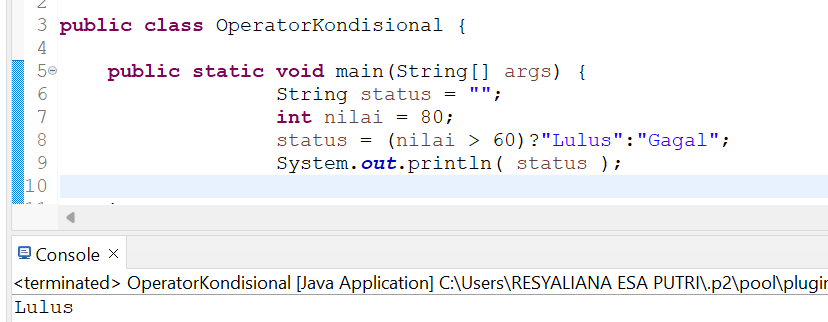 2
3 public class OperatorKondisional {
4
5 public static void main(String[] args) {
6 String status = "";
7 int nilai = 80;
8 status = (nilai > 60)?"Lulus":"Gagal";
9 System.out.println( status );
10
Console ×
<terminated> OperatorKondisional [Java Application] C:\Users\RESYALIANA ESA PUTRI\.p2\pool\plugin
Lulus